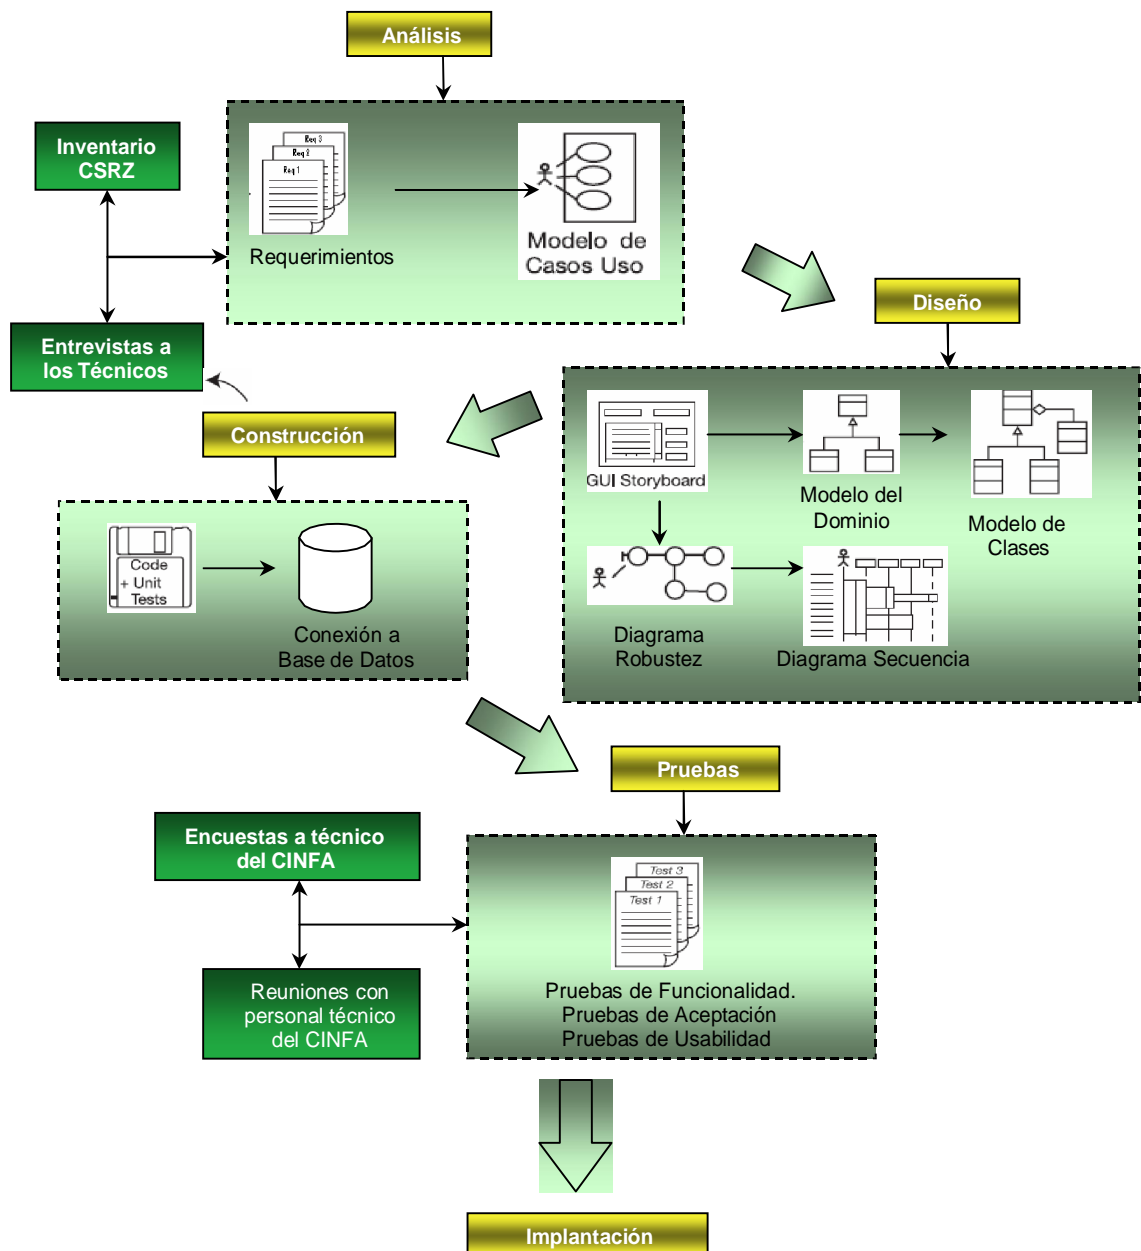 Análisis
Inventario
CSRZ
Req 3
Req 2
Req 1
Requerimientos
Modelo de
Casos Uso
Entrevistas a
los Técnicos
Diseño
GUI Storyboard
Modelo del
Dominio
Modelo de
Clases
Diagrama
Robustez
Diagrama Secuencia
Construcción
Code
+ Unit
Tests
Conexión a
Base de Datos
Pruebas
Encuestas a técnico
del CINFA
Reuniones con
personal técnico
del CINFA
Test 3
Test 2
Test 1
Pruebas de Funcionalidad.
Pruebas de Aceptación
Pruebas de Usabilidad
Implantación